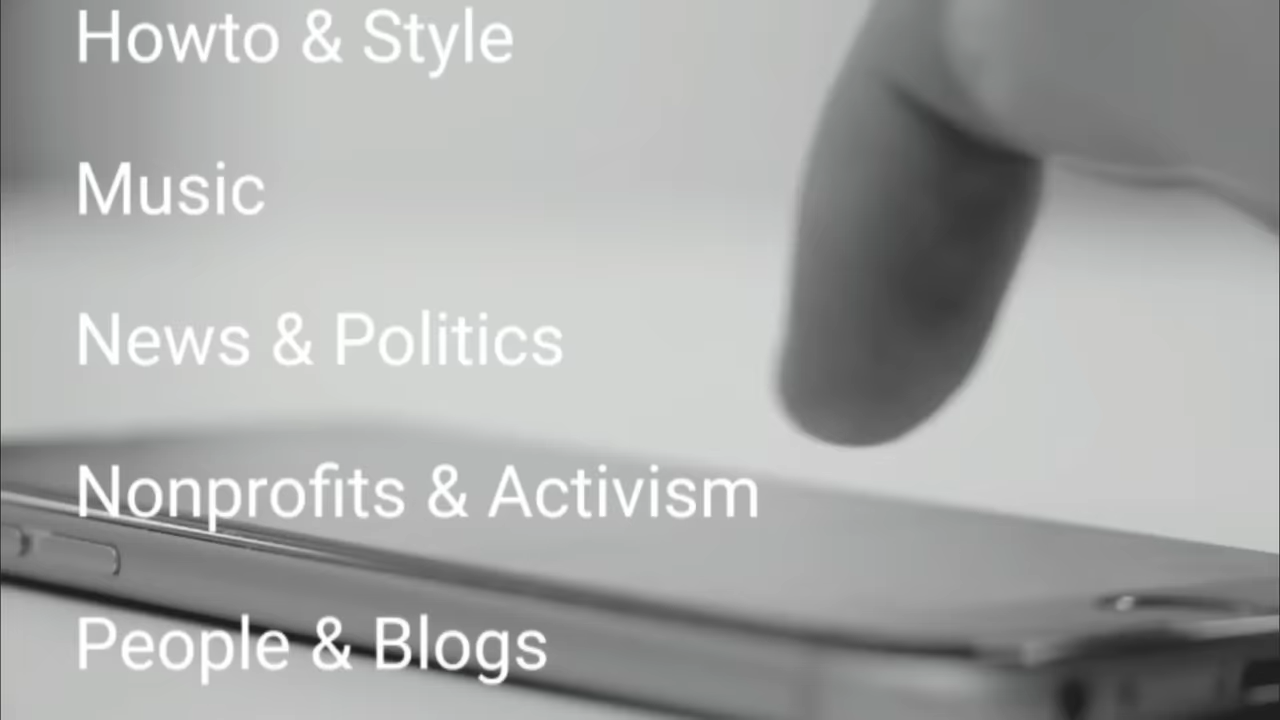 Howto & Style
Music
News & Politics
Nonprofits & Activism
People & Blogs